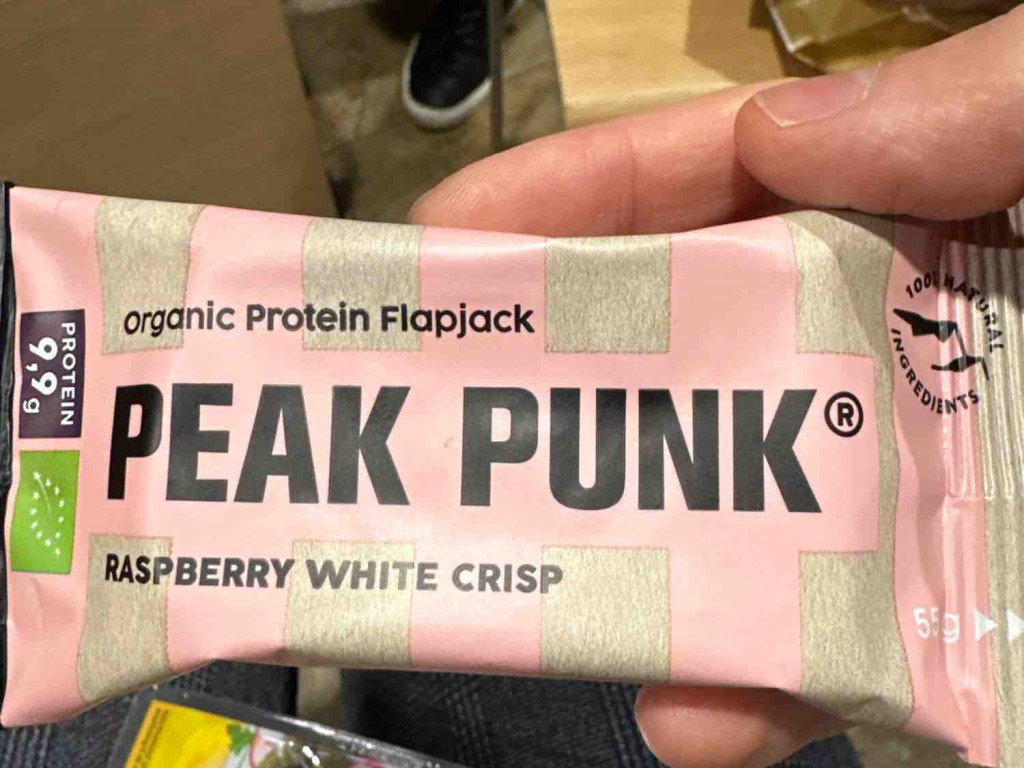 organic Protein Flapjack
PEAK PUNK®
RASPBERRY WHITE CRISP
PROTEIN
9,9g
100% NATURAL
INGREDIENTS
55g